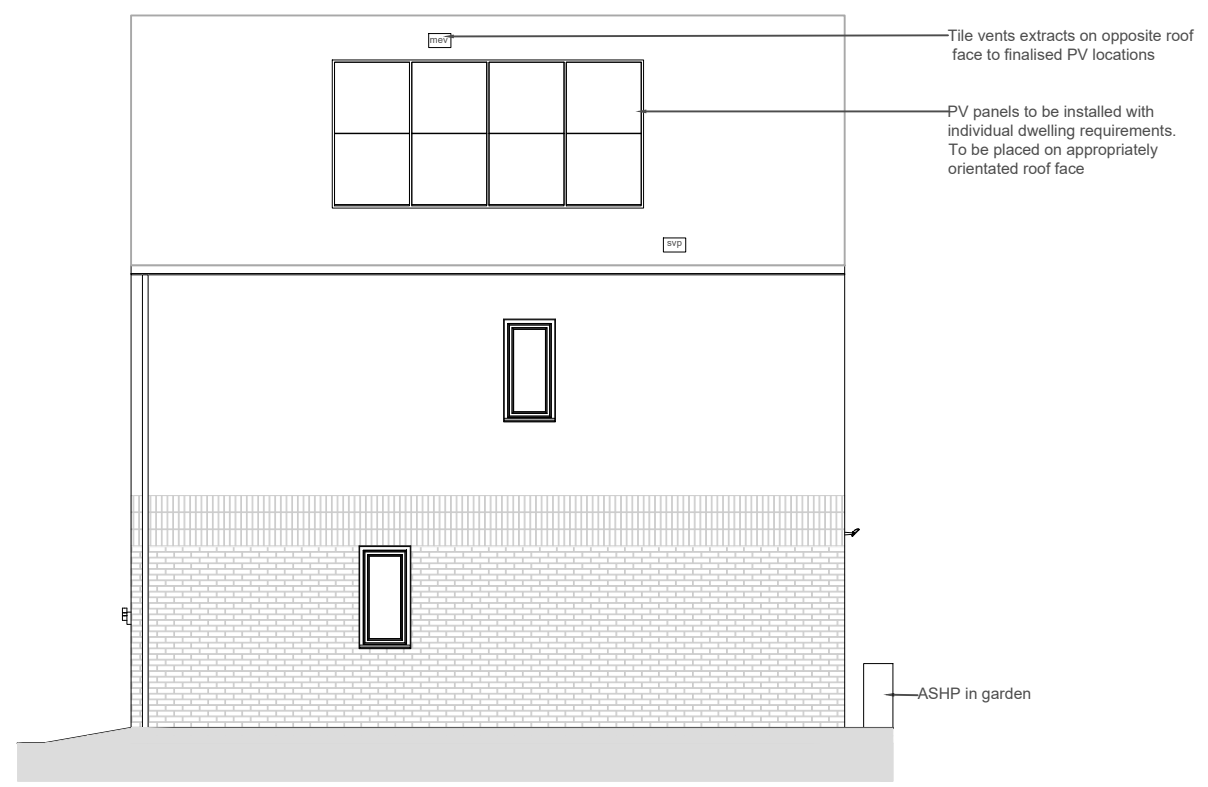 mev
Tile vents extracts on opposite roof
face to finalised PV locations
PV panels to be installed with
individual dwelling requirements.
To be placed on appropriately
orientated roof face
svp
ASHP in garden